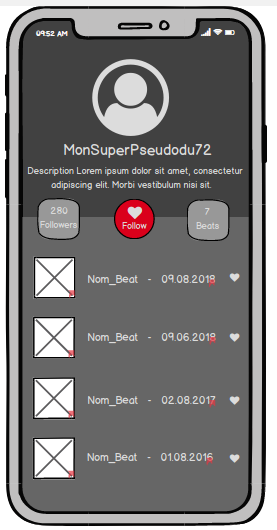 09:52 AM
MonSuperPseudodu72
Description Lorem ipsum dolor sit amet, consectetur
adipiscing elit. Morbi vestibulum nisi sit.
280
Followers
Follow
7
Beats
Nom_Beat - 09.08.2018
Nom_Beat - 09.06.2018
Nom_Beat - 02.08.2017
Nom_Beat - 01.08.2016